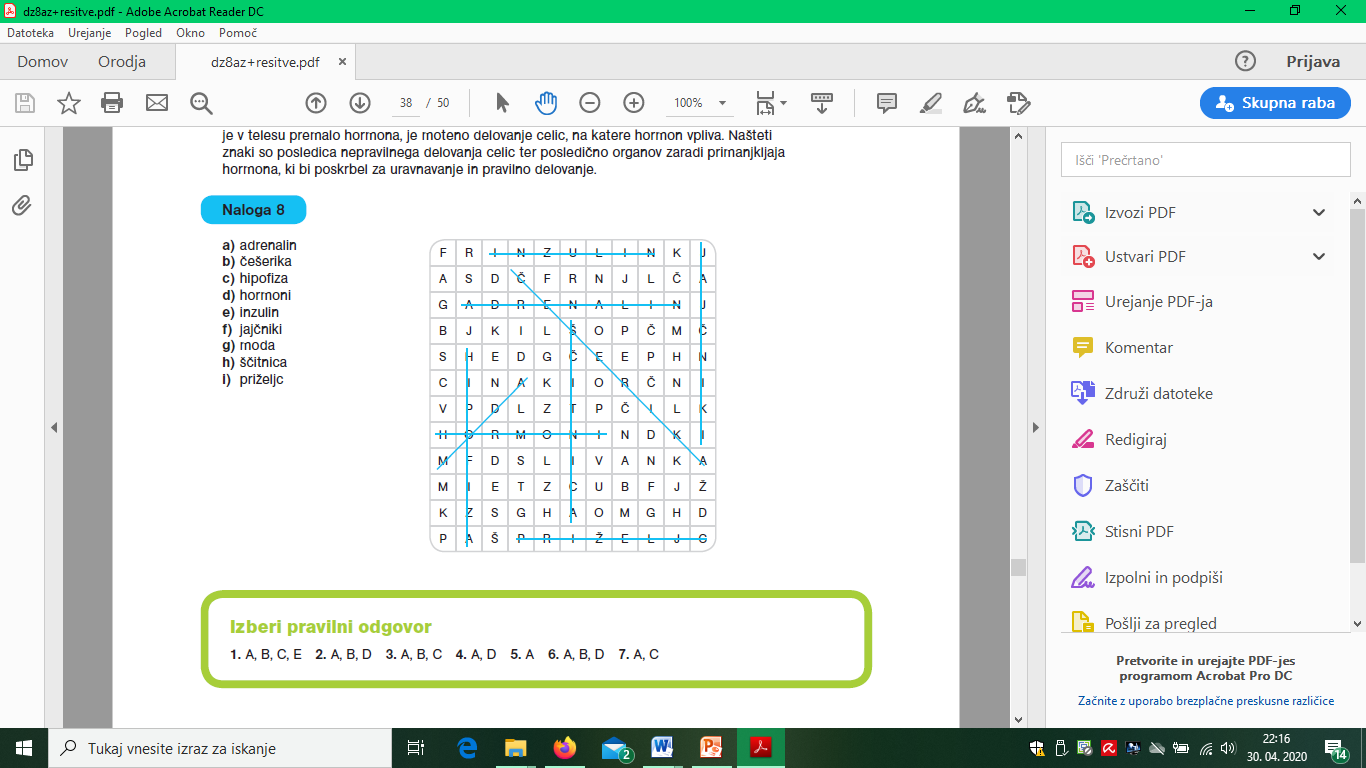 dz8az+resitve.pdf - Adobe Acrobat Reader DC
Datoteka Urejanje Pogled Okno Pomoč
Domov Orodja dz8az+resitve.pdf × ? Prijava
38 / 50 100% Skupna raba
je v telesu premalo hormona, je moteno delovanje celic, na katere hormon vpliva. Našteti
znaki so posledica nepravilnega delovanja celic ter posledično organov zaradi primanjkljaja
hormona, ki bi poskrbel za uravnavanje in pravilno delovanje.
Naloga 8
a) adrenalin
b) češerika
c) hipofiza
d) hormoni
e) inzulin
f) jajčniki
g) moda
h) ščitnica
i) priželjc
F R I N Z U L I N K J
A S D Č F R N J L Č A
G A D R E N A L I N J
B J K I L Š O P Č M Č
S H E D G Č E E P H N
C I N A K I O R Č N I
V P D L Z T P Č I L K
H O R M O N I N D K I
M F D S L I V A N K A
M I E T Z C U B F J Ž
K Z S G H A O M G H D
P A Š P R I Ž E L J C
Izberi pravilni odgovor
1. A, B, C, E 2. A, B, D 3. A, B, C 4. A, D 5. A 6. A, B, D 7. A, C
Išči 'Prečrtano'
Izvozi PDF
Ustvari PDF
Urejanje PDF-ja
Komentar
Združi datoteke
Redigiraj
Zaščiti
Stisni PDF
Izpolni in podpiši
Pošlji za pregled
Pretvorite in urejajte PDF-jes
programom Acrobat Pro DC
Začnite z uporabo brezplačne preskusne različice
Tukaj vnesite izraz za iskanje
2
22:16
30. 04. 2020
14